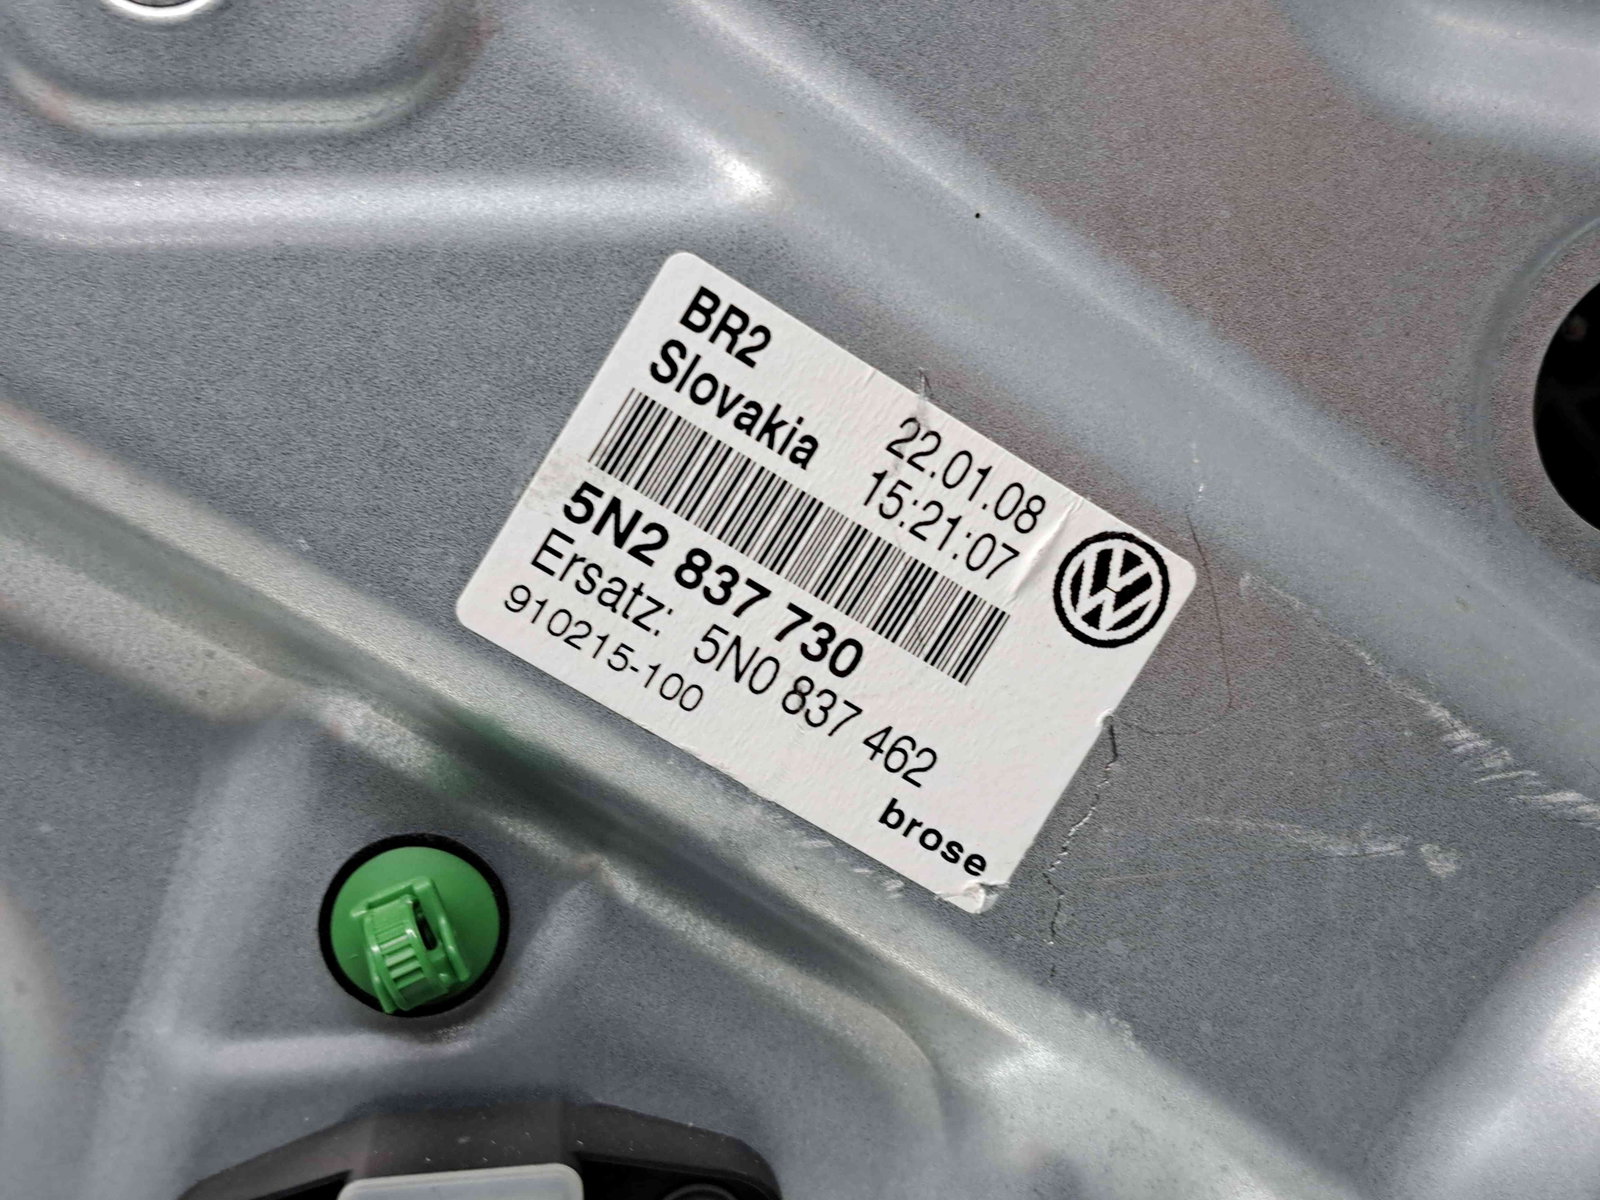 BR2
Slovakia
22.01.08
15:21:07
5N2 837 730
Ersatz: 5N0 837 462
910215-100
brose